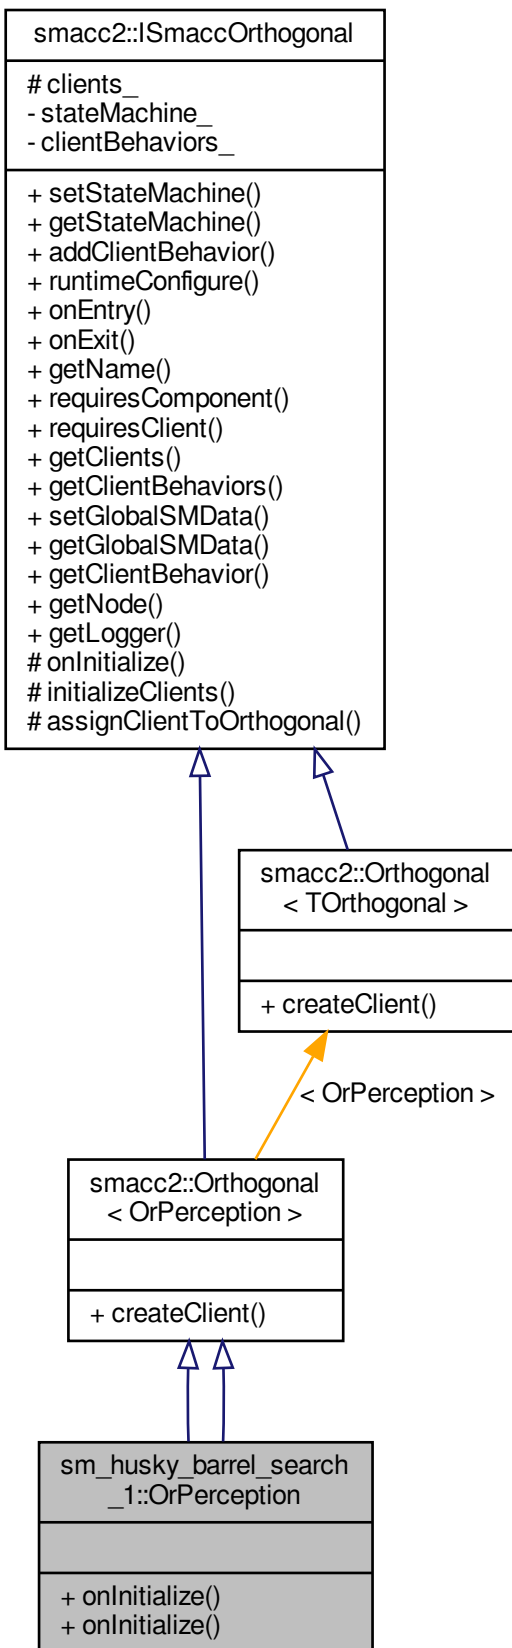 smacc2::ISmaccOrthogonal
# clients_
- stateMachine_
- clientBehaviors_
+ setStateMachine()
+ getStateMachine()
+ addClientBehavior()
+ runtimeConfigure()
+ onEntry()
+ onExit()
+ getName()
+ requiresComponent()
+ requiresClient()
+ getClients()
+ getClientBehaviors()
+ setGlobalSMData()
+ getGlobalSMData()
+ getClientBehavior()
+ getNode()
+ getLogger()
# onInitialize()
# initializeClients()
# assignClientToOrthogonal()
smacc2::Orthogonal
< TOrthogonal >
+ createClient()
< OrPerception >
smacc2::Orthogonal
< OrPerception >
+ createClient()
sm_husky_barrel_search
_1::OrPerception
+ onInitialize()
+ onInitialize()